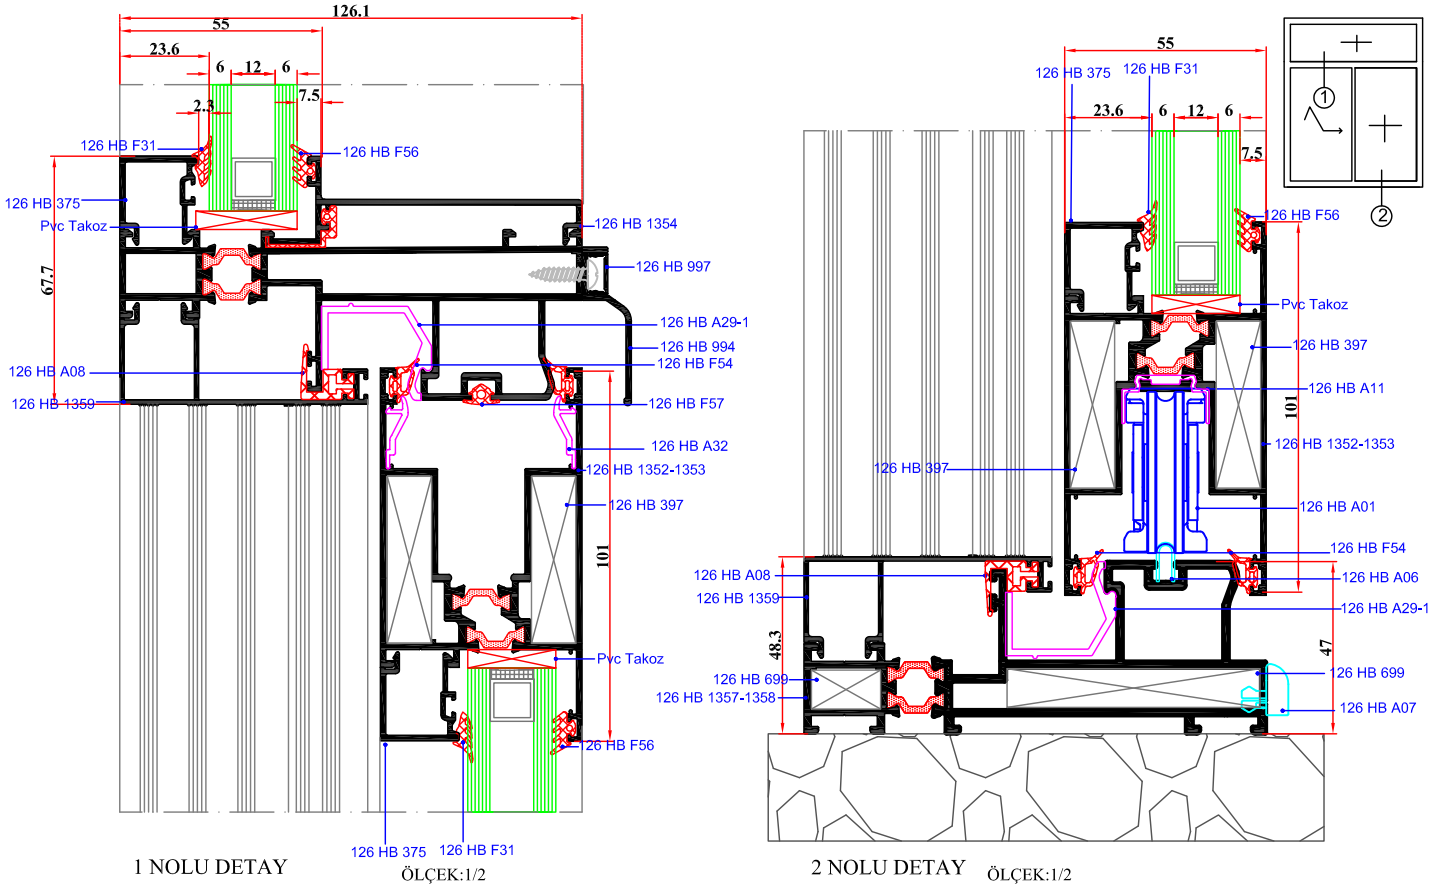 126.1
55
23.6
6
12
6
7.5
2.3
126 HB F31
126 HB F56
126 HB 375
Pvc Takoz
126 HB 1354
67.7
126 HB 997
126 HB A29-1
126 HB 994
126 HB F54
126 HB A08
126 HB 1359
126 HB F57
126 HB A32
126 HB 1352-1353
126 HB 397
101
Pvc Takoz
126 HB F56
126 HB 375
126 HB F31
1 NOLU DETAY
ÖLÇEK:1/2
55
126 HB 375
126 HB F31
23.6
6
12
6
7.5
126 HB F56
Pvc Takoz
126 HB 397
126 HB A11
101
126 HB 1352-1353
126 HB 397
126 HB A01
126 HB F54
126 HB A08
126 HB A06
126 HB 1359
126 HB A29-1
48.3
47
126 HB 699
126 HB 699
126 HB 1357-1358
126 HB A07
2 NOLU DETAY
ÖLÇEK:1/2
1
2